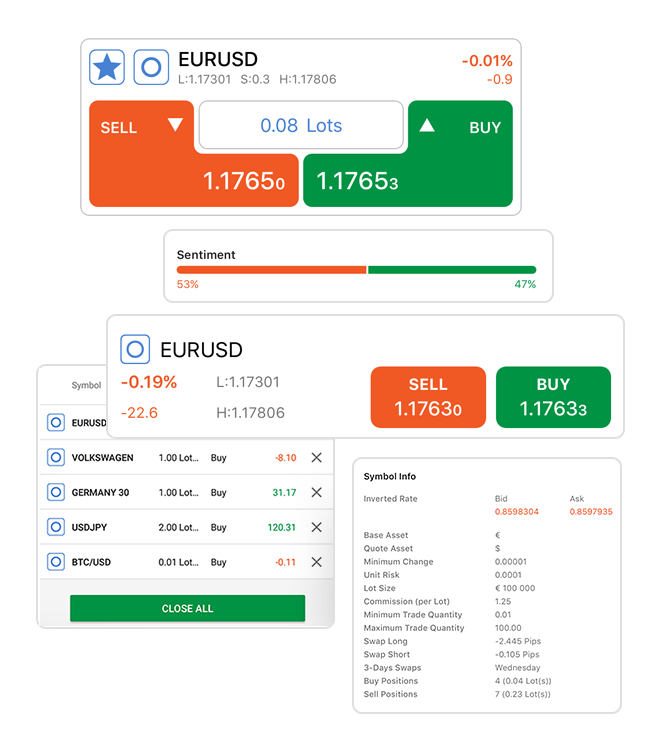 EURUSD
-0.01%
L:1.17301 S:0.3 H:1.17806
-0.9
SELL
0.08 Lots
BUY
1.17650
1.17653
Sentiment
53%
47%
EURUSD
-0.19%
L:1.17301
SELL
BUY
-22.6
H:1.17806
1.17630
1.17633
Symbol
EURUSD
VOLKSWAGEN 1.00 Lot... Buy -8.10
GERMANY 30 1.00 Lot... Buy 31.17
USDJPY 2.00 Lot... Buy 120.31
BTC/USD 0.01 Lot... Buy -0.11
CLOSE ALL
Symbol Info
Inverted Rate Bid Ask
0.8598304 0.8597935
Base Asset €
Quote Asset $
Minimum Change 0.00001
Unit Risk 0.0001
Lot Size € 100 000
Commission (per Lot) 1.25
Minimum Trade Quantity 0.01
Maximum Trade Quantity 100.00
Swap Long -2.445 Pips
Swap Short -0.105 Pips
3-Days Swaps Wednesday
Buy Positions 4 (0.04 Lot(s))
Sell Positions 7 (0.23 Lot(s))